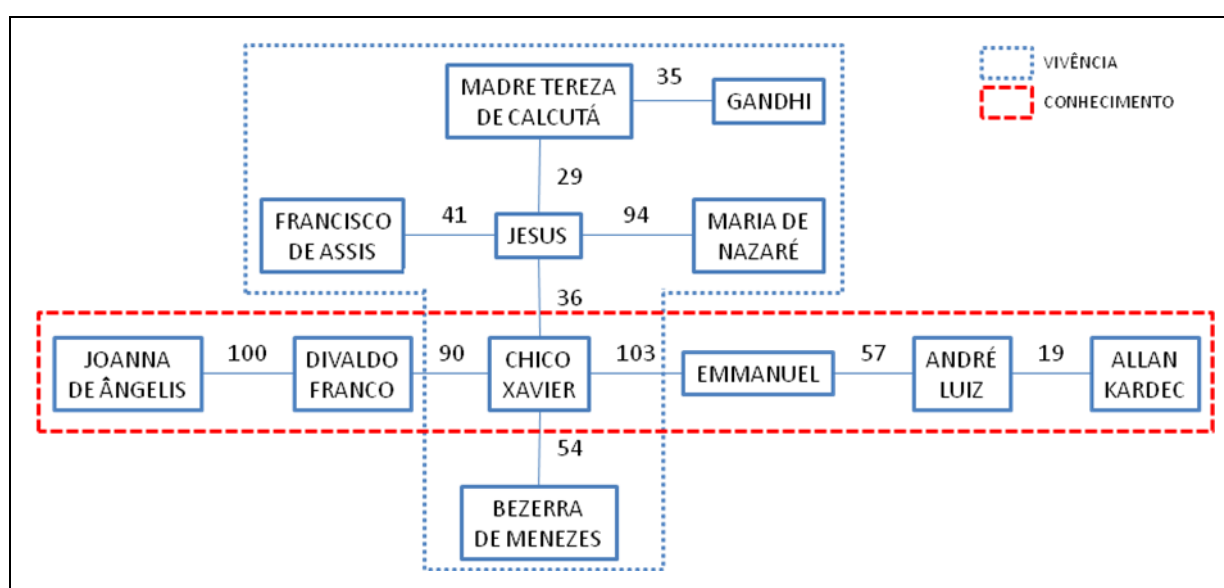 VIVÊNCIA
CONHECIMENTO
MADRE TEREZA
DE CALCUTÁ
35
GANDHI
29
FRANCISCO
DE ASSIS
41
JESUS
94
MARIA DE
NAZARÉ
36
JOANNA
DE ÂNGELIS
100
DIVALDO
FRANCO
90
CHICO
XAVIER
103
EMMANUEL
57
ANDRÉ
LUIZ
19
ALLAN
KARDEC
54
BEZERRA
DE MENEZES